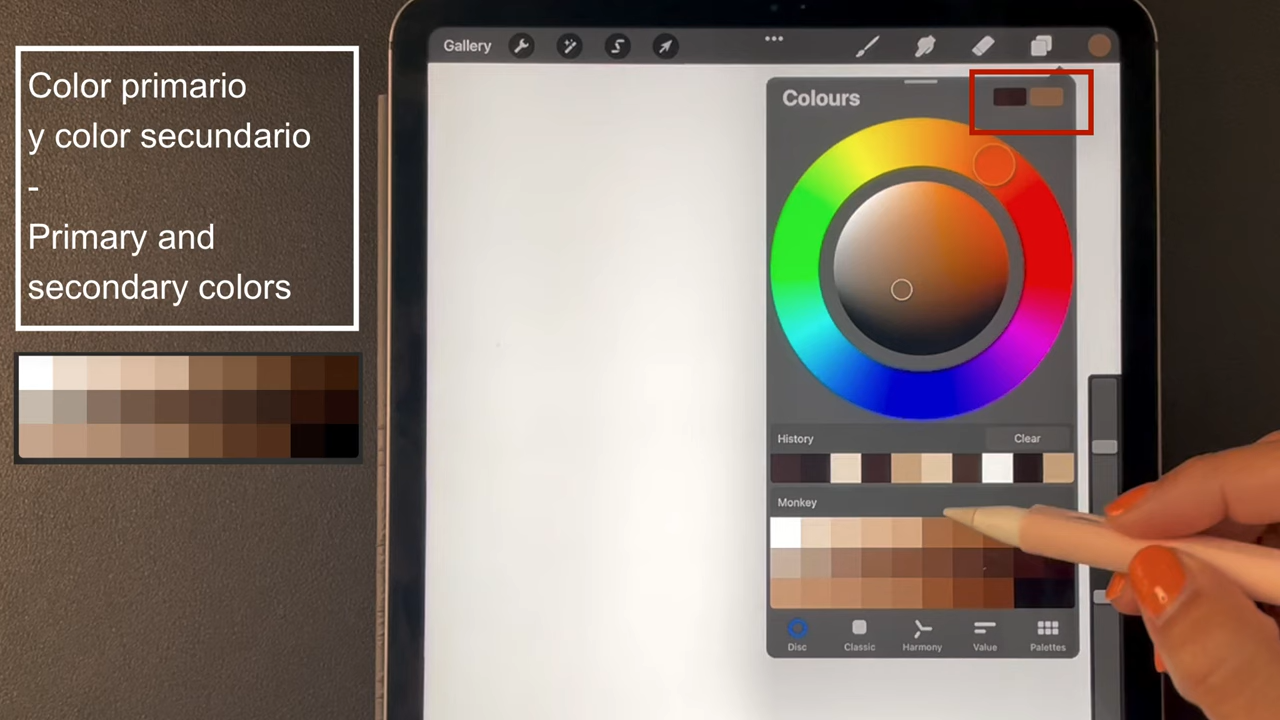 Color primario
y color secundario
-
Primary and
secondary colors
Gallery
Colours
History
Clear
Monkey
Disc
Classic
Harmony
Value
Palettes